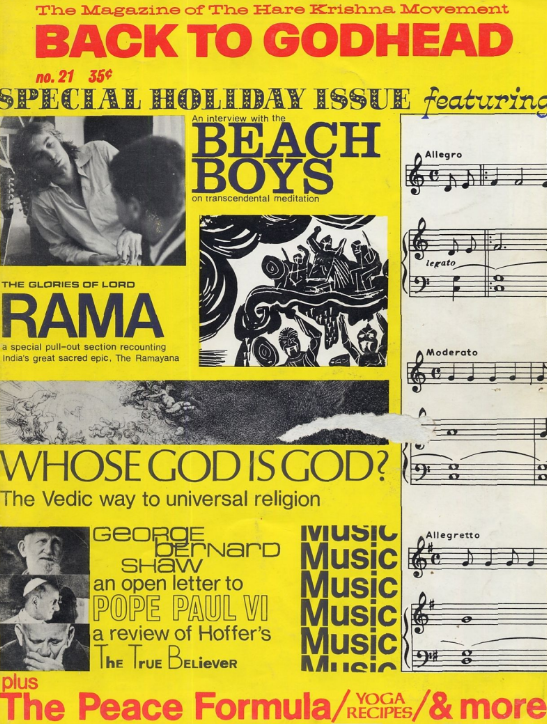 The Magazine of The Hare Krishna Movement
BACK TO GODHEAD
no. 21 35¢
SPECIAL HOLIDAY ISSUE featuring
An interview with the
BEACH
BOYS
on transcendental meditation
THE GLORIES OF LORD
RAMA
a special pull-out section recounting
India's great sacred epic, The Ramayana
WHOSE GOD IS GOD?
The Vedic way to universal religion
GEORGE
BERNARD
SHAW
an open letter to
POPE PAUL VI
a review of Hoffer's
THE TRUE BELIEVER
Music
Music
Music
Music
Music
Music
Allegro
legato
Moderato
Allegretto
plus
The Peace Formula/YOGA RECIPES/& more